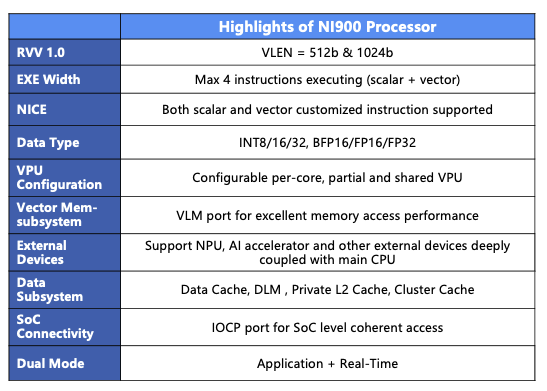 Highlights of NI900 Processor
RVV 1.0 VLEN = 512b & 1024b
EXE Width Max 4 instructions executing (scalar + vector)
NICE Both scalar and vector customized instruction supported
Data Type INT8/16/32, BFP16/FP16/FP32
VPU
Configuration
Configurable per-core, partial and shared VPU
Vector Mem-
subsystem
VLM port for excellent memory access performance
External
Devices
Support NPU, AI accelerator and other external devices deeply
coupled with main CPU
Data
Subsystem
Data Cache, DLM , Private L2 Cache, Cluster Cache
SoC
Connectivity
IOCP port for SoC level coherent access
Dual Mode Application + Real-Time